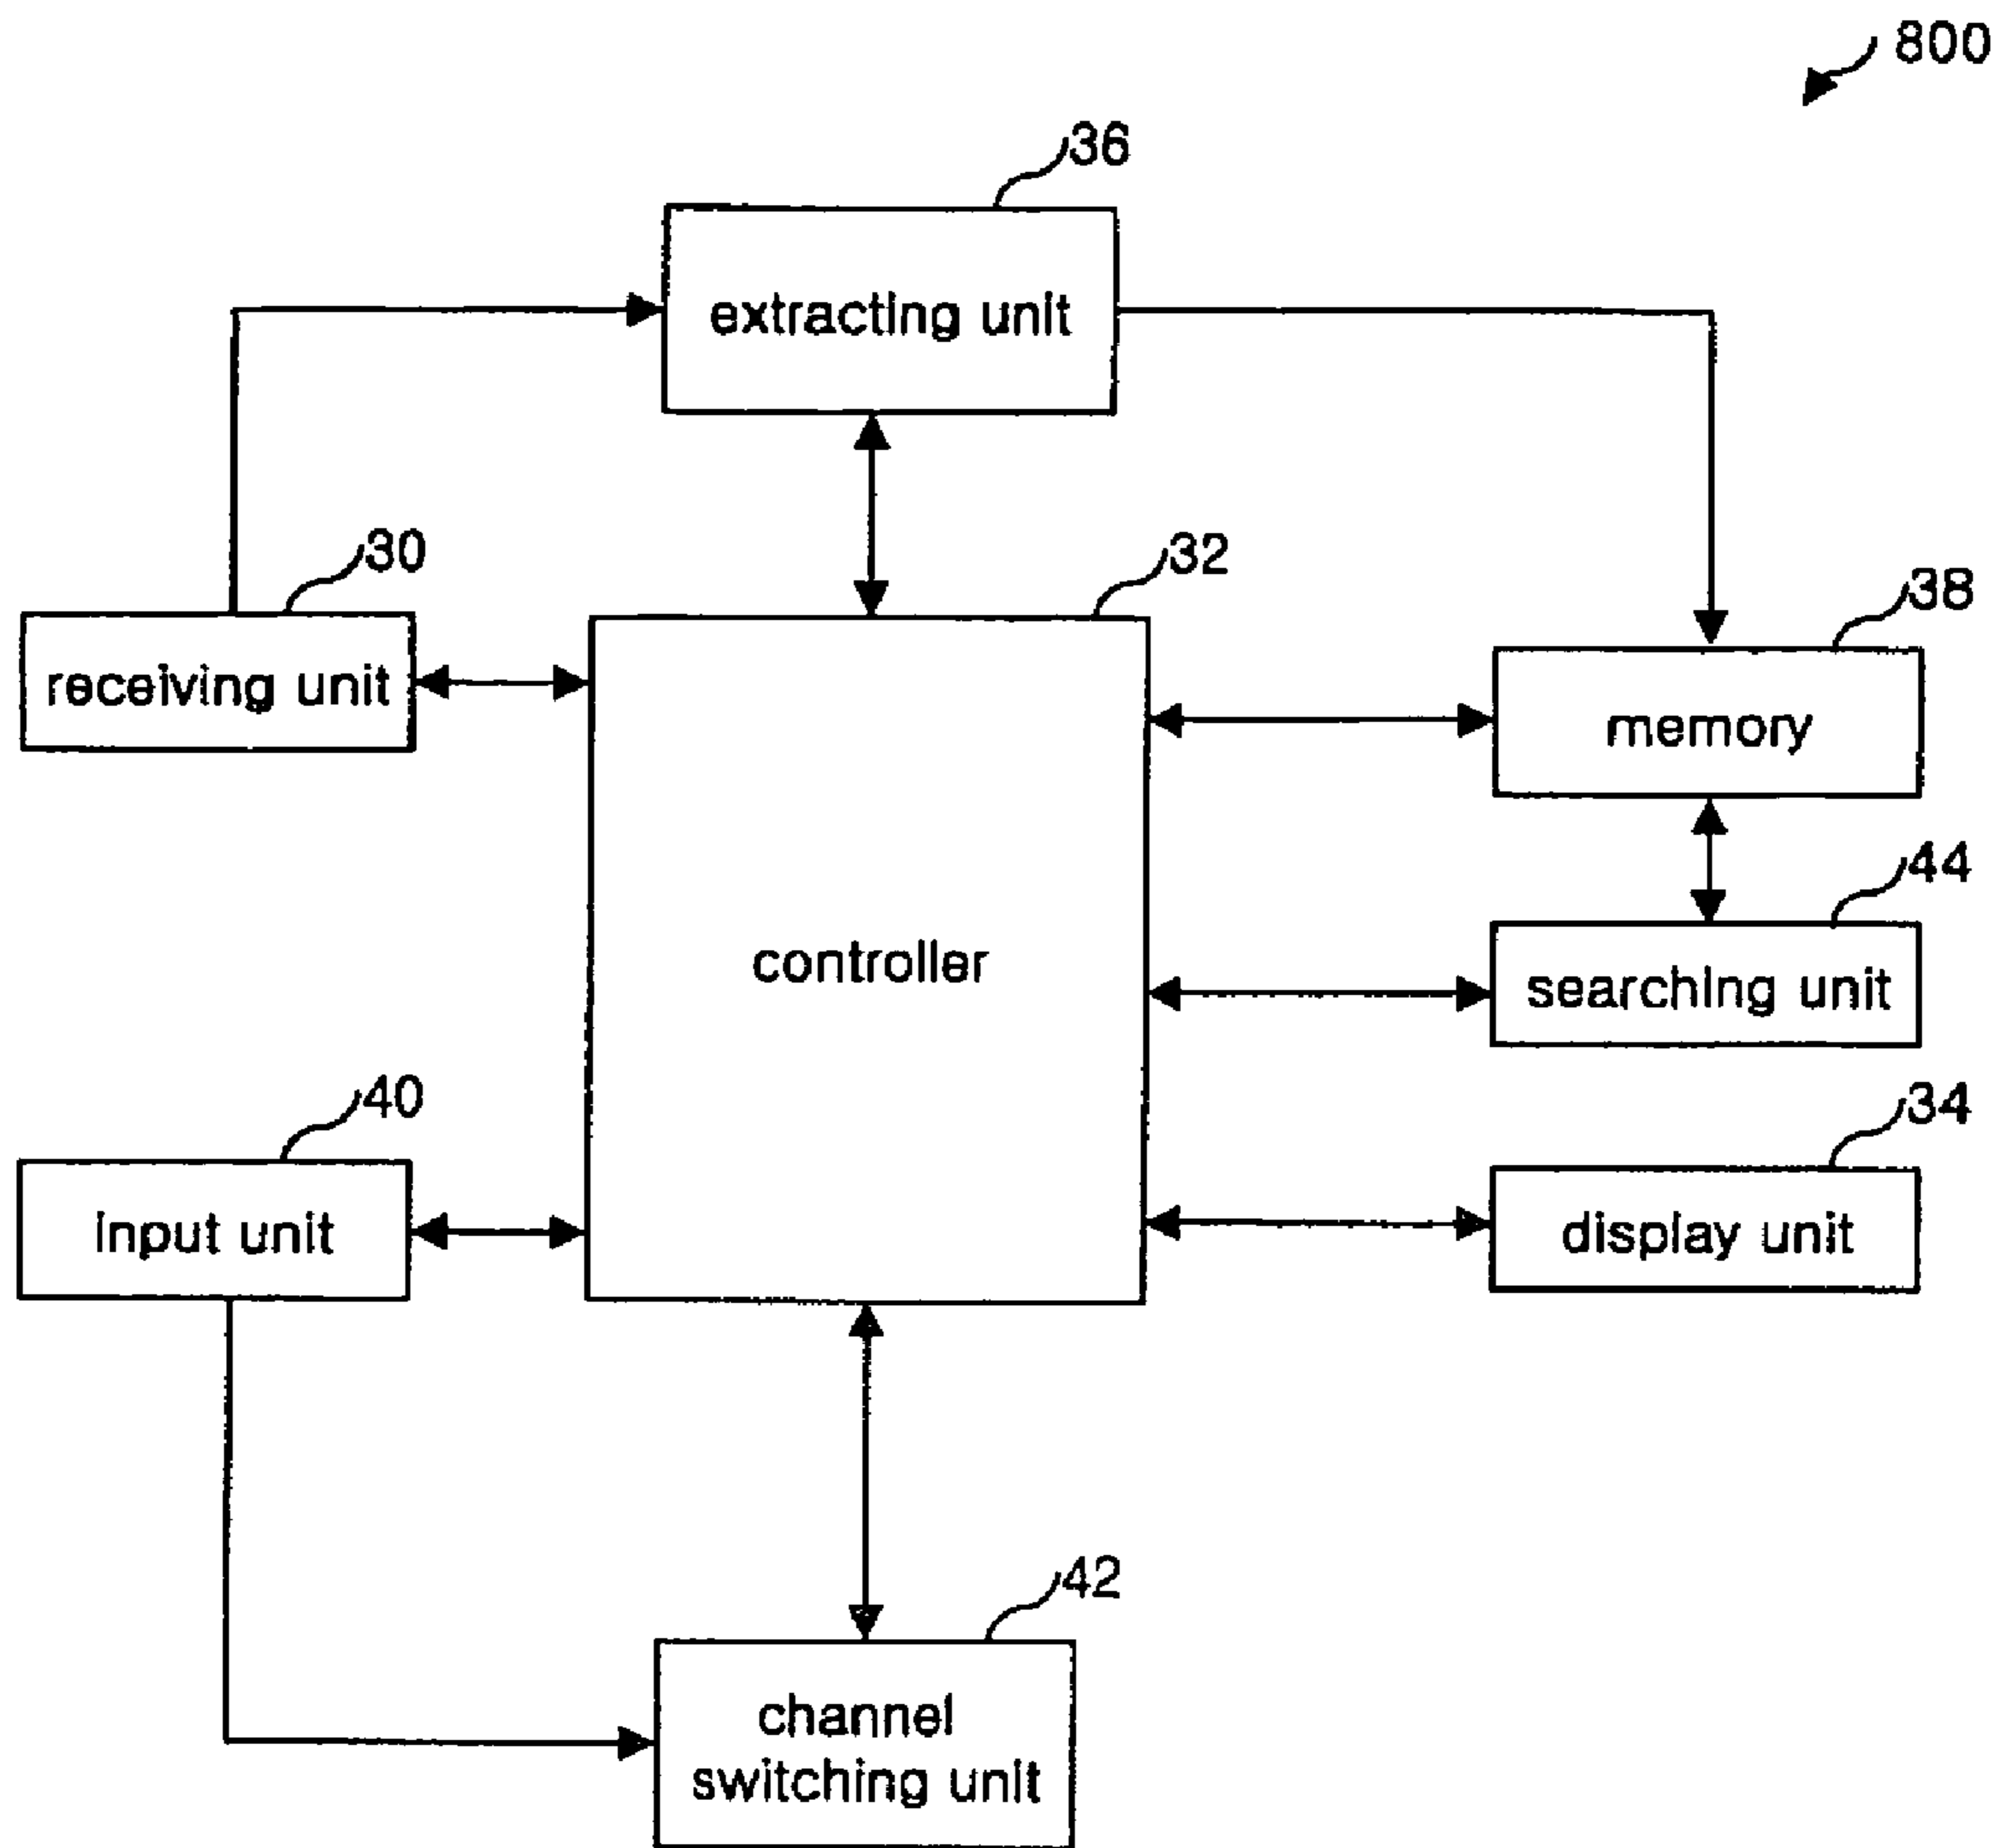 800
36
extracting unit
30
32
38
receiving unit
memory
44
controller
searching unit
40
34
input unit
display unit
42
channel
switching unit